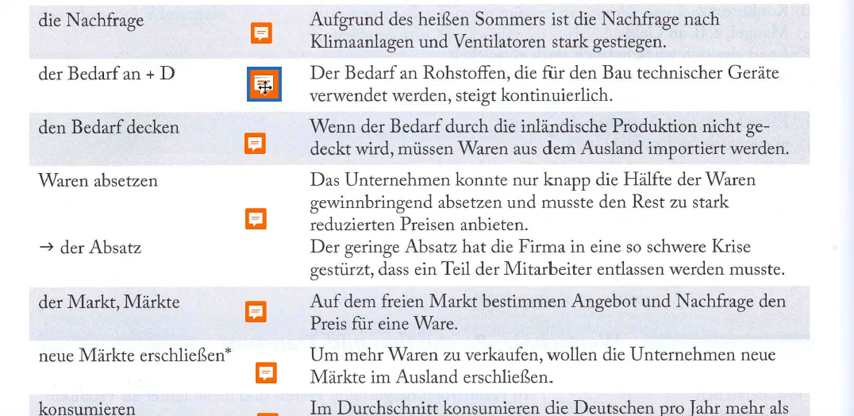 die Nachfrage
Aufgrund des heißen Sommers ist die Nachfrage nach
Klimaanlagen und Ventilatoren stark gestiegen.
der Bedarf an + D
Der Bedarf an Rohstoffen, die für den Bau technischer Geräte
verwendet werden, steigt kontinuierlich.
den Bedarf decken
Wenn der Bedarf durch die inländische Produktion nicht ge-
deckt wird, müssen Waren aus dem Ausland importiert werden.
Waren absetzen
Das Unternehmen konnte nur knapp die Hälfte der Waren
gewinnbringend absetzen und musste den Rest zu stark
reduzierten Preisen anbieten.
→ der Absatz
Der geringe Absatz hat die Firma in eine so schwere Krise
gestürzt, dass ein Teil der Mitarbeiter entlassen werden musste.
der Markt, Märkte
Auf dem freien Markt bestimmen Angebot und Nachfrage den
Preis für eine Ware.
neue Märkte erschließen*
Um mehr Waren zu verkaufen, wollen die Unternehmen neue
Märkte im Ausland erschließen.
konsumieren
Im Durchschnitt konsumieren die Deutschen pro Jahr mehr als